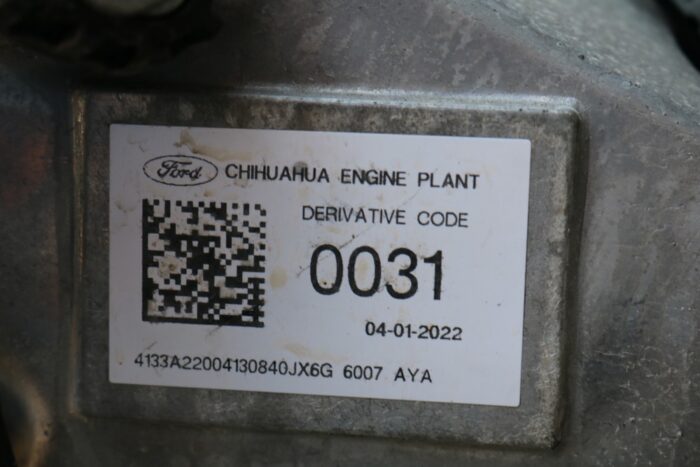 Ford CHIHUAHUA ENGINE PLANT
DERIVATIVE CODE
0031
04-01-2022
4133A22004130840JX6G 6007 AYA